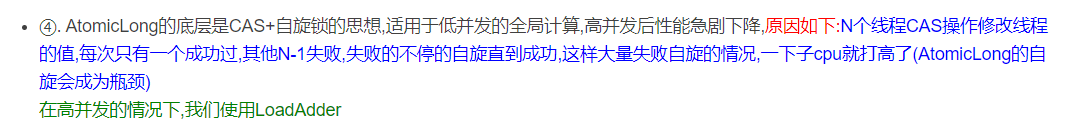 ④. AtomicLong的底层是CAS+自旋锁的思想,适用于低并发的全局计算,高并发后性能急剧下降,原因如下:N个线程CAS操作修改线程
的值,每次只有一个成功过,其他N-1失败,失败的不停的自旋直到成功,这样大量失败自旋的情况,一下子cpu就打高了(AtomicLong的自
旋会成为瓶颈)
在高并发的情况下,我们使用LoadAdder